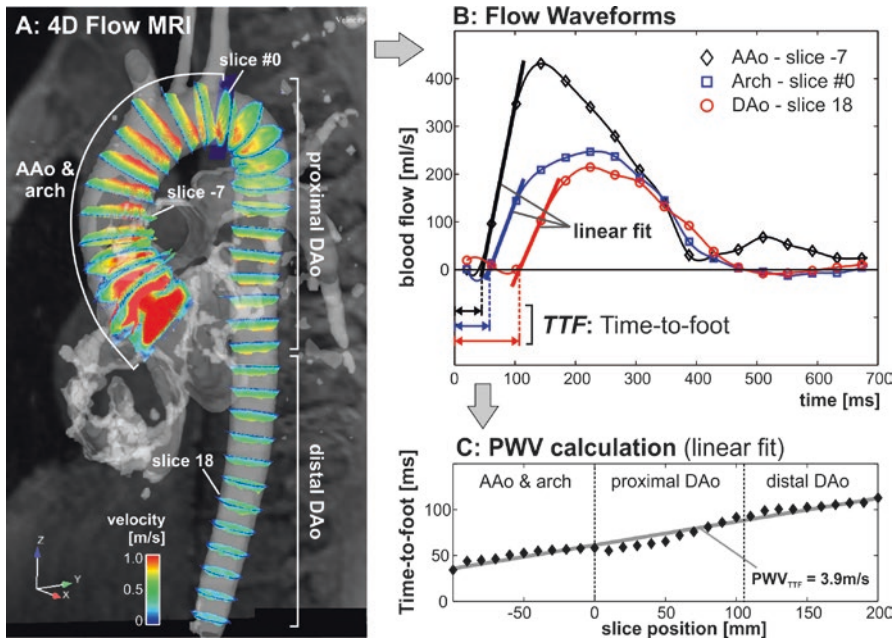 A: 4D Flow MRI
slice #0
AAo &
arch
slice -7
proximal DAo
slice 18
distal DAo
velocity
[m/s]
1.0
0.5
0
Z
Y
X
B: Flow Waveforms
AAo - slice -7
Arch - slice #0
DAo - slice 18
blood flow [ml/s]
400
300
200
100
0
linear fit
TTF: Time-to-foot
0 100 200 300 400 500 600 700
time [ms]
C: PWV calculation (linear fit)
Time-to-foot [ms]
100
50
0
AAo & arch proximal DAo distal DAo
PWVTTF = 3.9m/s
-50 0 50 100 150 200
slice position [mm]